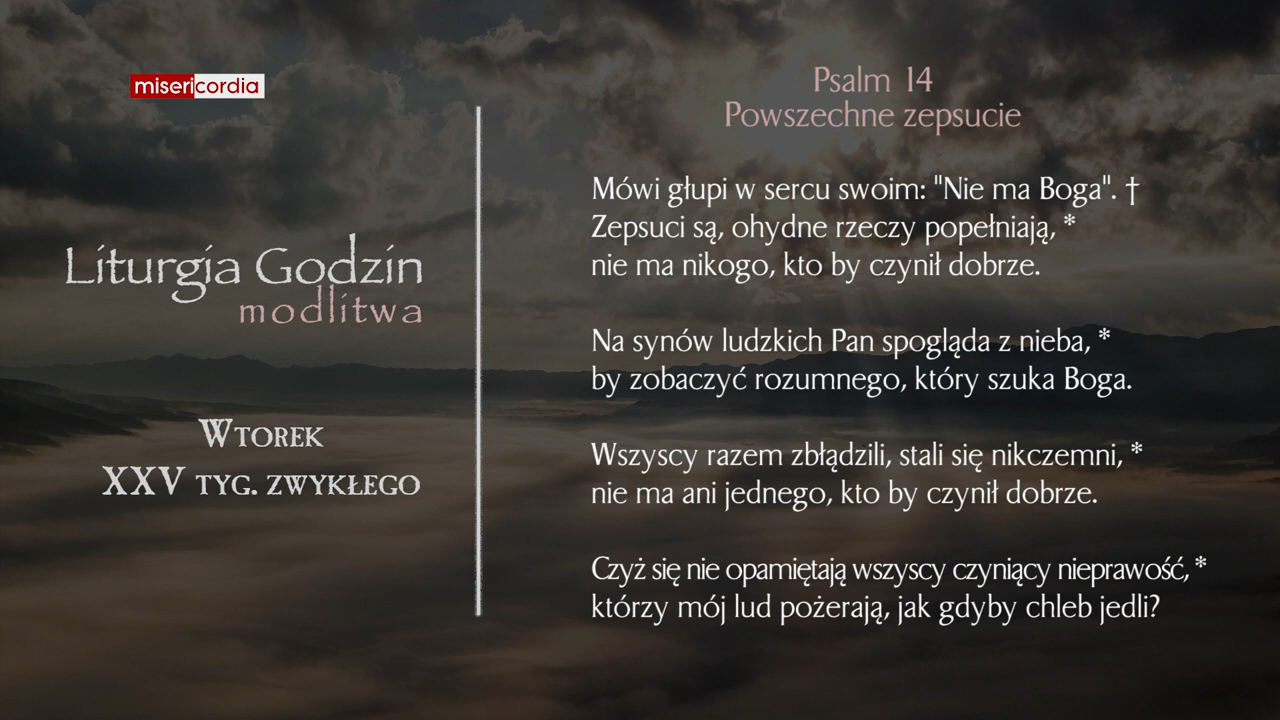 misericordia
Liturgia Godzin
modlitwa
Wtorek
XXV tyg. zwykłego
Psalm 14
Powszechne zepsucie
Mówi głupi w sercu swoim: "Nie ma Boga". †
Zepsuci są, ohydne rzeczy popełniają, *
nie ma nikogo, kto by czynił dobrze.
Na synów ludzkich Pan spogląda z nieba, *
by zobaczyć rozumnego, który szuka Boga.
Wszyscy razem zbłądzili, stali się nikczemni, *
nie ma ani jednego, kto by czynił dobrze.
Czyż się nie opamiętają wszyscy czyniący nieprawość, *
którzy mój lud pożerają, jak gdyby chleb jedli?